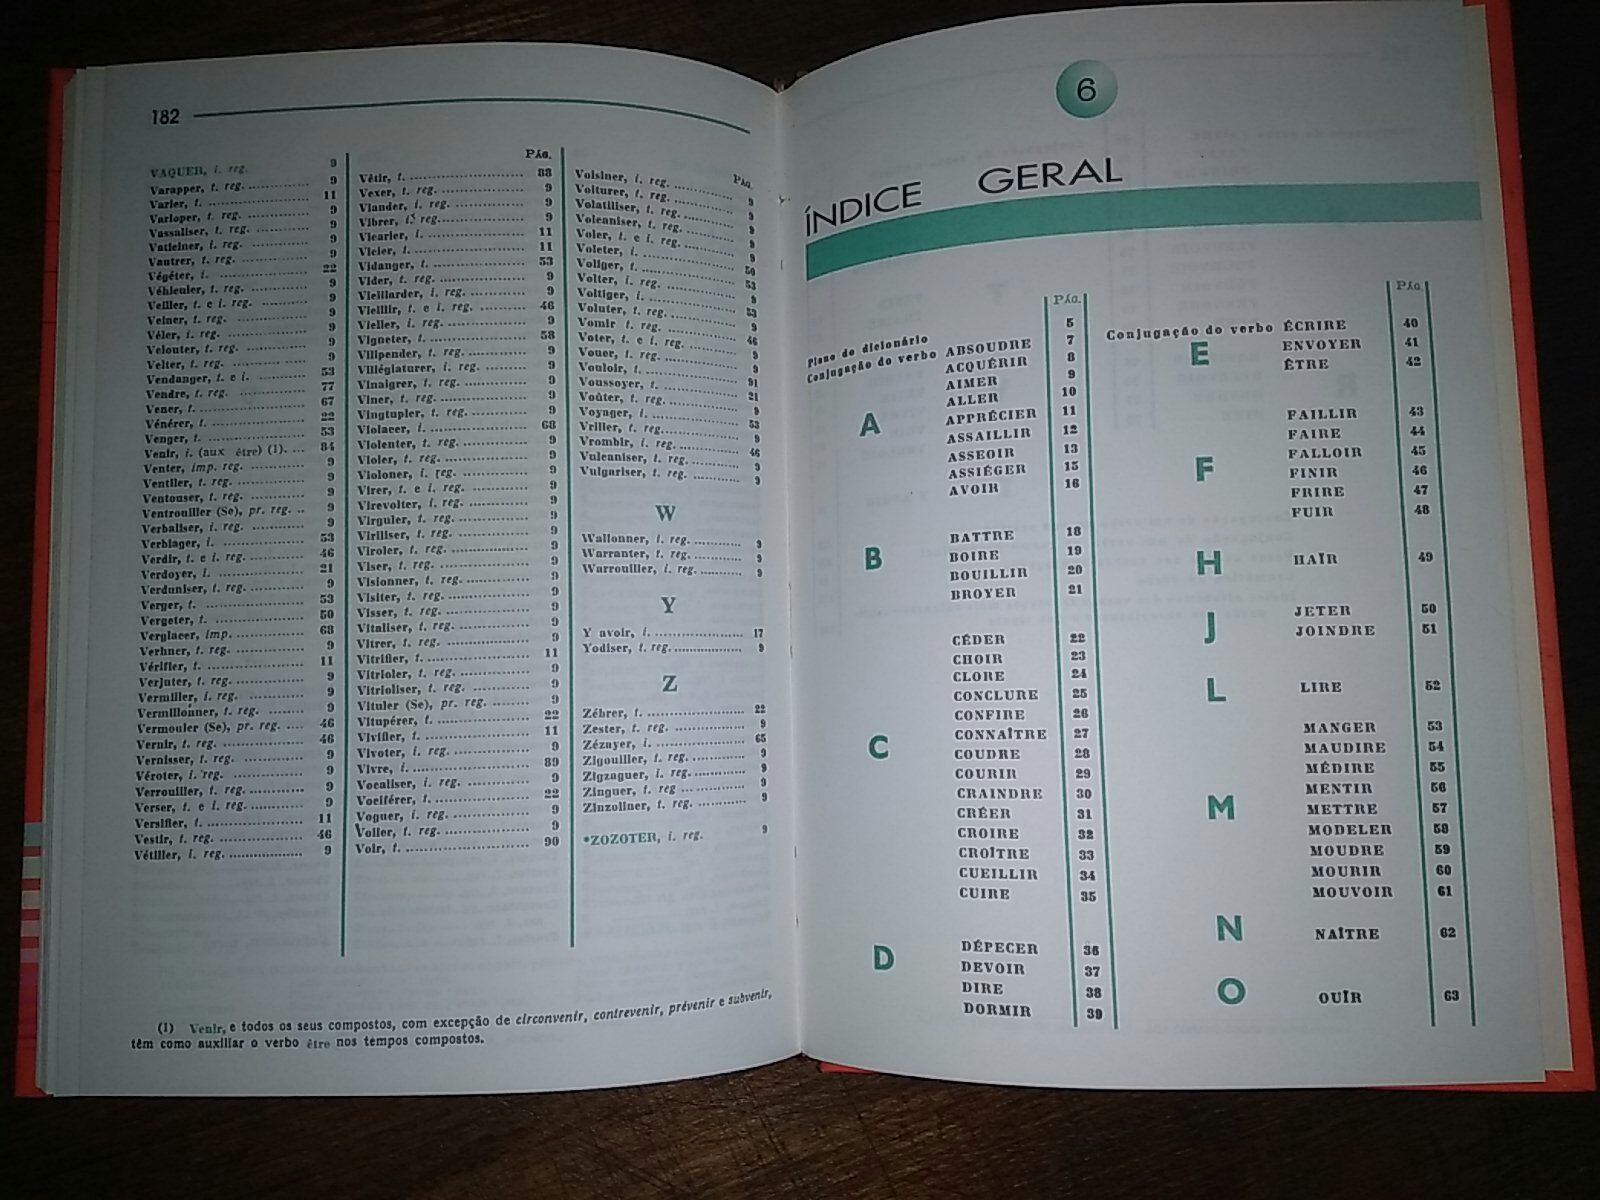 182
VAQUER, i. reg. 9
Varapper, t. reg. 9
Varier, t. 11
Varloper, t. reg. 9
Vassaliser, t. reg. 9
Vaticiner, i. reg. 9
Vautrer, t. reg. 9
Végéter, i. 22
Véhiculer, t. reg. 9
Veiller, t. e i. reg. 9
Veiner, t. reg. 9
Vêler, i. reg. 9
Velouter, t. reg. 9
Velter, t. reg. 9
Vendanger, t. e i. 53
Vendre, t. reg. 77
Vener, t. 67
Vénérer, t. 22
Venger, t. 53
Venir, i. (aux être) (1). 84
Venter, imp. reg. 9
Ventiler, t. reg. 9
Ventouser, t. reg. 9
Ventrouiller (Se), pr. reg. 9
Verbaliser, i. reg. 9
Verbiager, i. 53
Verdir, t. e i. reg. 46
Verdoyer, i. 21
Verduniser, t. reg. 9
Verger, t. 53
Vergeter, t. 50
Verglacer, imp. 68
Verhner, t. reg. 9
Vérifier, t. 11
Verjuter, t. reg. 9
Vermiller, i. reg. 9
Vermillonner, t. reg. 9
Vermouler (Se), pr. reg. 46
Vernir, t. reg. 46
Vernisser, t. reg. 9
Véroter, i. reg. 9
Verrouiller, t. reg. 9
Verser, t. e i. reg. 9
Versifier, t. 11
Vestir, t. reg. 46
Vétiller, i. reg. 9
PÁG.
Vêtir, t. 88
Vexer, t. reg. 9
Viander, i. reg. 9
Vibrer, i. reg. 9
Vicarier, i. 11
Vicier, t. 11
Vidanger, t. 53
Vider, t. reg. 9
Vieillarder, i. reg. 9
Vieillir, t. e i. reg. 46
Vieller, i. reg. 9
Vigneter, t. 58
Vilipender, t. reg. 9
Villégiaturer, i. reg. 9
Vinaigrer, t. reg. 9
Viner, t. reg. 9
Vingtupler, t. reg. 9
Violacer, i. 68
Violenter, t. reg. 9
Violer, t. reg. 9
Violoner, i. reg. 9
Virer, t. e i. reg. 9
Virevolter, i. reg. 9
Virguler, t. reg. 9
Viriliser, t. reg. 9
Viroler, t. reg. 9
Viser, t. reg. 9
Visionner, t. reg. 9
Visiter, t. reg. 9
Visser, t. reg. 9
Vitaliser, t. reg. 9
Vitrer, t. reg. 9
Vitrifier, t. 11
Vitrioler, t. reg. 9
Vitrioliser, t. reg. 9
Vituler (Se), pr. reg. 9
Vitupérer, t. 22
Vivifier, t. 11
Vivoter, i. reg. 9
Vivre, i. 89
Vocaliser, i. reg. 9
Vociférer, t. 22
Voguer, i. reg. 9
Voiler, t. reg. 9
Voir, t. 90
PÁG.
Voisiner, i. reg. 9
Voiturer, t. reg. 9
Volatiliser, t. reg. 9
Volcaniser, t. reg. 9
Voler, t. e i. reg. 9
Voleter, i. 50
Voliger, t. 53
Volter, i. reg. 9
Voltiger, i. 53
Voluter, t. reg. 9
Vomir t. reg. 46
Voter, t. e i. reg. 9
Vouer, t. reg. 9
Vouloir, t. 91
Voussoyer, t. 21
Voûter, t. reg. 9
Voyager, i. 53
Vriller, t. reg. 9
Vrombir, i. reg. 46
Vulcaniser, t. reg. 9
Vulgariser, t. reg. 9
W
Wallonner, i. reg. 9
Warranter, t. reg. 9
Warrouiller, i. reg. 9
Y
Y avoir, i. 17
Yodiser, t. reg. 9
Z
Zébrer, t. 22
Zester, t. reg. 9
Zéznyer, i. 65
Zigouiller, t. reg. 9
Zigzaguer, i. reg. 9
Zinguer, t. reg 9
Zinzoliner, t. reg. 9
*ZOZOTER, i. reg. 9
(1) Venir, e todos os seus compostos, com excepção de circonvenir, contrevenir, prévenir e subvenir,
têm como auxiliar o verbo être nos tempos compostos.
6
ÍNDICE GERAL
PÁG.
Plano do dicionário 5
Conjugação do verbo ABSOUDRE 7
ACQUÉRIR 8
AIMER 9
ALLER 10
A
APPRÉCIER 11
ASSAILLIR 12
ASSEOIR 13
ASSIÉGER 15
AVOIR 16
BATTRE 18
B
BOIRE 19
BOUILLIR 20
BROYER 21
CÉDER 22
CHOIR 23
CLORE 24
CONCLURE 25
CONFIRE 26
CONNAÎTRE 27
C
COUDRE 28
COURIR 29
CRAINDRE 30
CRÉER 31
CROIRE 32
CROÎTRE 33
CUEILLIR 34
CUIRE 35
DÉPECER 36
D
DEVOIR 37
DIRE 38
DORMIR 39
PÁG.
Conjugação do verbo ÉCRIRE 40
E
ENVOYER 41
ÊTRE 42
FAILLIR 43
FAIRE 44
FALLOIR 45
F
FINIR 46
FRIRE 47
FUIR 48
H
HAÏR 49
J
JETER 50
JOINDRE 51
L
LIRE 52
MANGER 53
MAUDIRE 54
MÉDIRE 55
MENTIR 56
M
METTRE 57
MODELER 58
MOUDRE 59
MOURIR 60
MOUVOIR 61
N
NAÎTRE 62
O
OUÏR 63